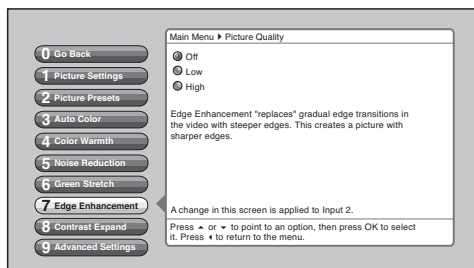 Main Menu ▸ Picture Quality
0 Go Back
1 Picture Settings
2 Picture Presets
3 Auto Color
4 Color Warmth
5 Noise Reduction
6 Green Stretch
7 Edge Enhancement
8 Contrast Expand
9 Advanced Settings
Off
Low
High
Edge Enhancement "replaces" gradual edge transitions in
the video with steeper edges. This creates a picture with
sharper edges.
A change in this screen is applied to Input 2.
Press ▴ or ▾ to point to an option, then press OK to select
it. Press ◂ to return to the menu.